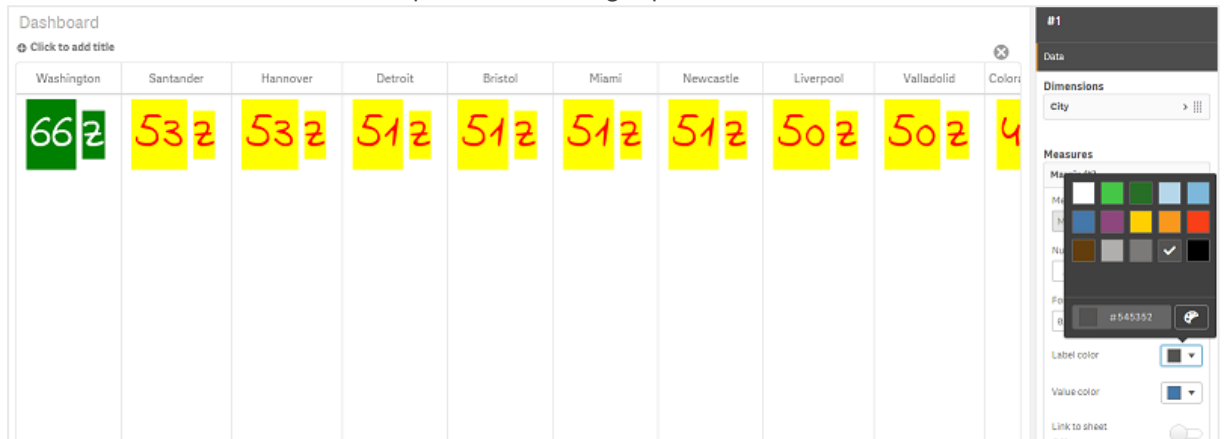 Dashboard
#1
Click to add title
Data
Washington Santander Hannover Detroit Bristol Miami Newcastle Liverpool Valladolid
Dimensions
City
66 z 53 z 53 z 51 z 51 z 51 z 51 z 50 z 50 z 4
Measures
#545352
Label color
Value color
Link to sheet